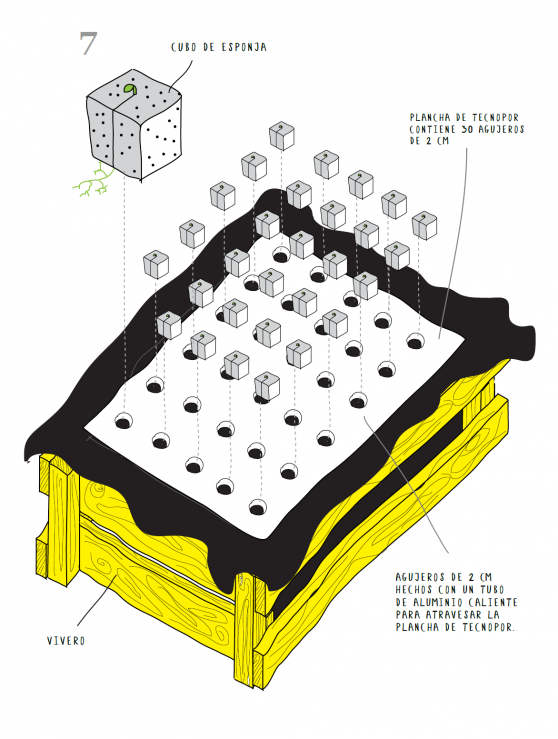 7
CUBO DE ESPONJA
PLANCHA DE TECNOPOR
CONTIENE 30 AGUJEROS
DE 2 CM
AGUJEROS DE 2 CM
HECHOS CON UN TUBO
DE ALUMINIO CALIENTE
PARA ATRAVESAR LA
PLANCHA DE TECNOPOR.
VIVERO